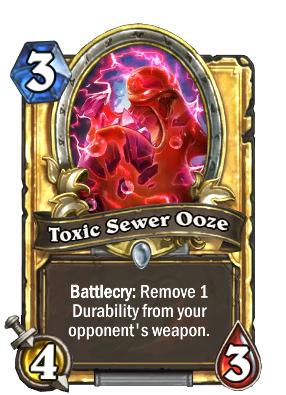 3
Toxic Sewer Ooze
Battlecry: Remove 1
Durability from your
opponent's weapon.
4
3